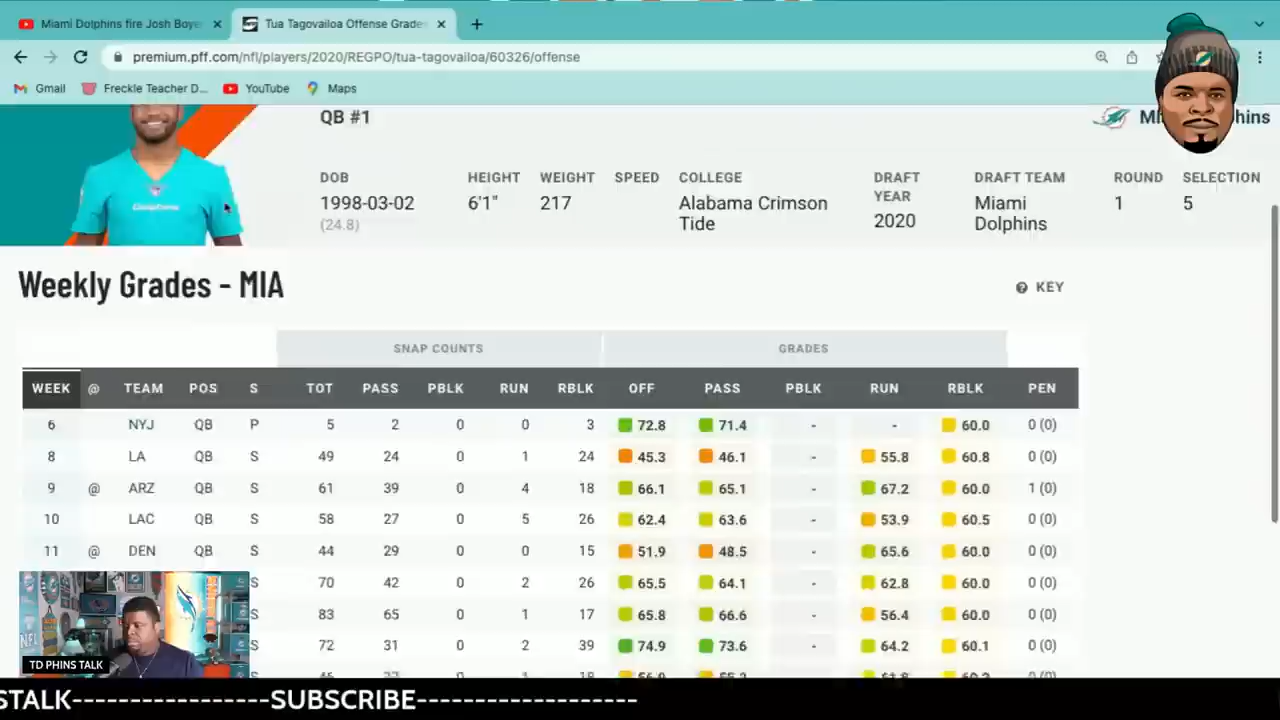 Miami Dolphins fire Josh Boye
Tua Tagovailoa Offense Grades
premium.pff.com/nfl/players/2020/REGPO/tua-tagovailoa/60326/offense
Gmail Freckle Teacher D... YouTube Maps
QB #1
DOB HEIGHT WEIGHT SPEED COLLEGE DRAFT YEAR DRAFT TEAM ROUND SELECTION
1998-03-02 6'1" 217 Alabama Crimson Tide 2020 Miami Dolphins 1 5
(24.8)
Weekly Grades - MIA
KEY
SNAP COUNTS GRADES
WEEK @ TEAM POS S TOT PASS PBLK RUN RBLK OFF PASS PBLK RUN RBLK PEN
6 NYJ QB P 5 2 0 0 3 72.8 71.4 - - 60.0 0 (0)
8 LA QB S 49 24 0 1 24 45.3 46.1 - 55.8 60.8 0 (0)
9 @ ARZ QB S 61 39 0 4 18 66.1 65.1 - 67.2 60.0 1 (0)
10 LAC QB S 58 27 0 5 26 62.4 63.6 - 53.9 60.5 0 (0)
11 @ DEN QB S 44 29 0 0 15 51.9 48.5 - 65.6 60.0 0 (0)
S 70 42 0 2 26 65.5 64.1 - 62.8 60.0 0 (0)
S 83 65 0 1 17 65.8 66.6 - 56.4 60.0 0 (0)
S 72 31 0 2 39 74.9 73.6 - 64.2 60.1 0 (0)
TD PHINS TALK
STALK----------------SUBSCRIBE--------------------